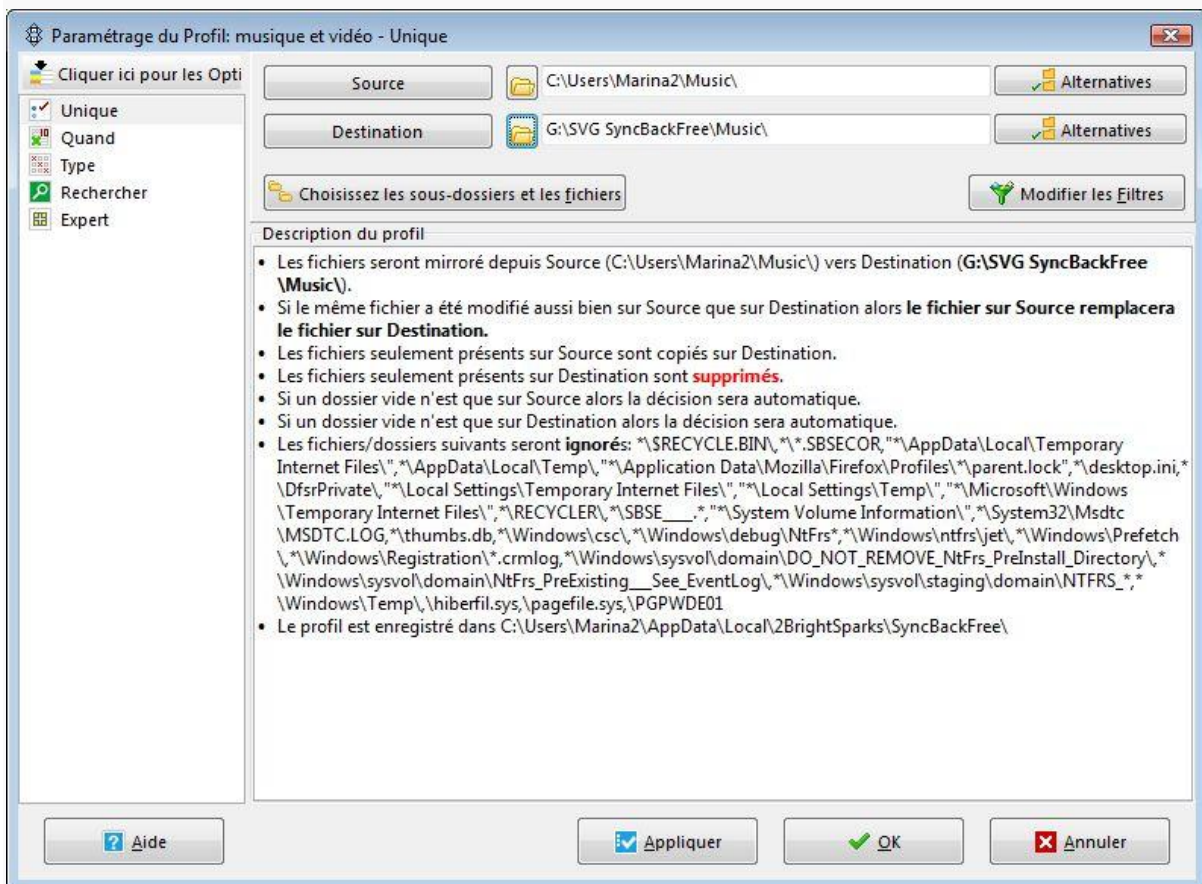 Paramétrage du Profil: musique et vidéo - Unique
Cliquer ici pour les Opti
Unique
Quand
Type
Rechercher
Expert
Source
C:\Users\Marina2\Music\
Alternatives
Destination
G:\SVG SyncBackFree\Music\
Alternatives
Choisissez les sous-dossiers et les fichiers
Modifier les Filtres
Description du profil
• Les fichiers seront mirroré depuis Source (C:\Users\Marina2\Music\) vers Destination (G:\SVG SyncBackFree
\Music\).
• Si le même fichier a été modifié aussi bien sur Source que sur Destination alors le fichier sur Source remplacera
le fichier sur Destination.
• Les fichiers seulement présents sur Source sont copiés sur Destination.
• Les fichiers seulement présents sur Destination sont supprimés.
• Si un dossier vide n'est que sur Source alors la décision sera automatique.
• Si un dossier vide n'est que sur Destination alors la décision sera automatique.
• Les fichiers/dossiers suivants seront ignorés: *\$RECYCLE.BIN\,*\*.SBSECOR,"*\AppData\Local\Temporary
Internet Files\",*\AppData\Local\Temp\,"*\Application Data\Mozilla\Firefox\Profiles\*\parent.lock",*\desktop.ini,*
\DfsrPrivate\,"*\Local Settings\Temporary Internet Files\","*\Local Settings\Temp\","*\Microsoft\Windows
\Temporary Internet Files\",*\RECYCLER\,*\SBSE___.*,"*\System Volume Information\",*\System32\Msdtc
\MSDTC.LOG,*\thumbs.db,*\Windows\csc\,*\Windows\debug\NtFrs*,*\Windows\ntfrs\jet\,*\Windows\Prefetch
\,*\Windows\Registration\*.crmlog,*\Windows\sysvol\domain\DO_NOT_REMOVE_NtFrs_PreInstall_Directory\,*
\Windows\sysvol\domain\NtFrs_PreExisting___See_EventLog\,*\Windows\sysvol\staging\domain\NTFRS_*,*
\Windows\Temp\,\hiberfil.sys,\pagefile.sys,\PGPWDE01
• Le profil est enregistré dans C:\Users\Marina2\AppData\Local\2BrightSparks\SyncBackFree\
Aide
Appliquer
OK
Annuler